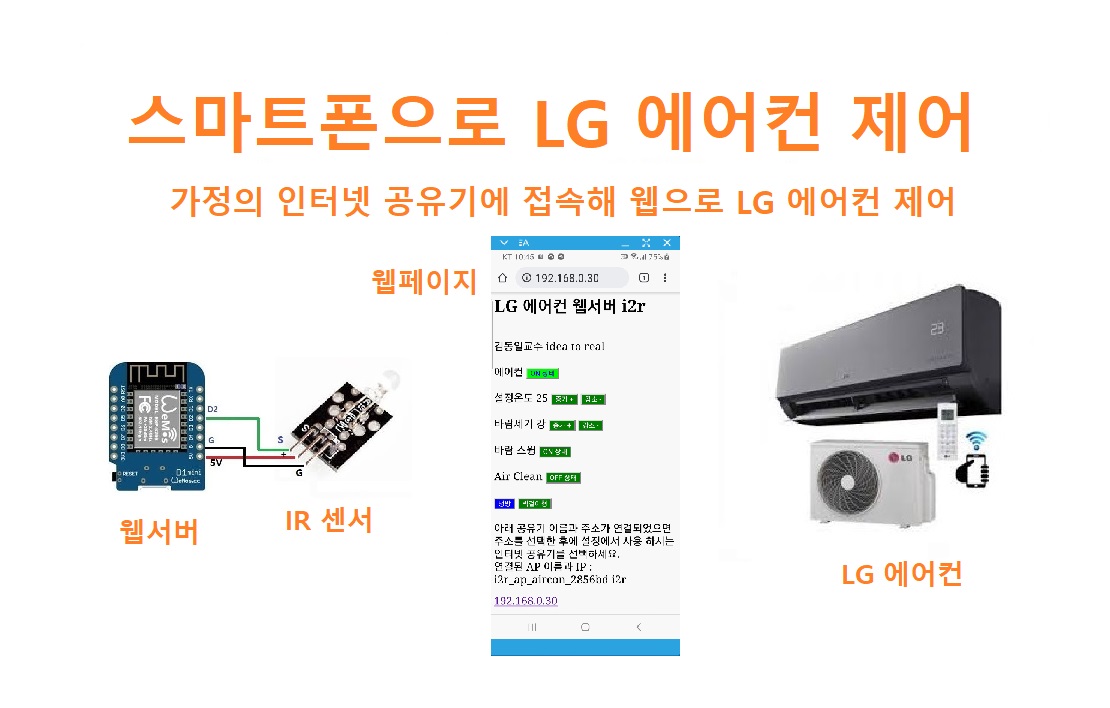 스마트폰으로 LG 에어컨 제어
가정의 인터넷 공유기에 접속해 웹으로 LG 에어컨 제어
웹페이지
KT 10:45
75%
192.168.0.30
LG 에어컨 웹서버 i2r
김동일교수 idea to real
에어컨 ON 상태
설정온도 25 증가 + 감소 -
바람세기 강 증가 + 감소 -
바람 스윙 ON 상태
Air Clean OFF 상태
냉방
아래 공유기 이름과 주소가 연결되었으면
주소를 선택한 후에 설정에서 사용 하시는
인터넷 공유기를 선택하세요.
연결된 AP 이름과 IP :
i2r_ap_aircon_2856bd i2r
192.168.0.30
D2
G
5V
S
+
G
RESET
D1 mini
WeMos.cc
WeMos
FC
S
웹서버
IR 센서
23
LG
LG 에어컨